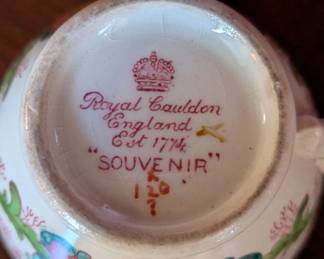 Royal Cauldon
England
Est 1774
"SOUVENIR"
120